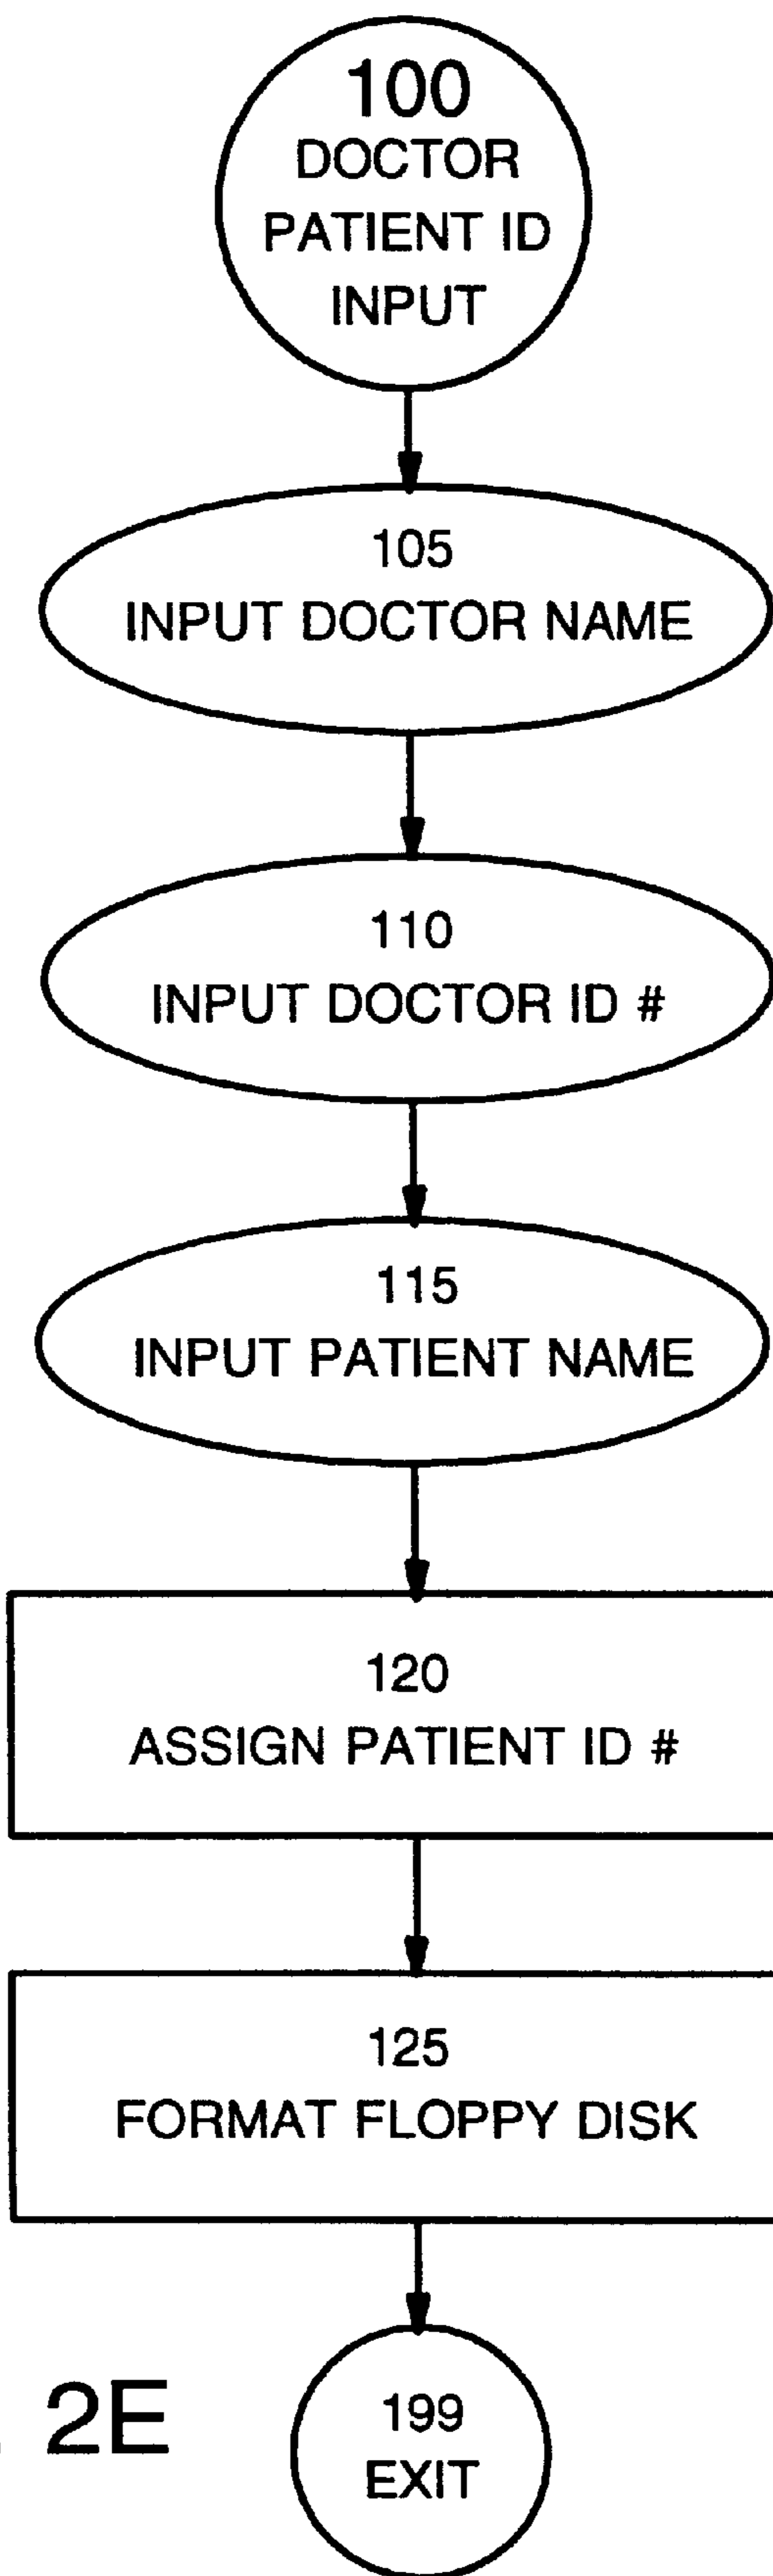 100
DOCTOR
PATIENT ID
INPUT
105
INPUT DOCTOR NAME
110
INPUT DOCTOR ID #
115
INPUT PATIENT NAME
120
ASSIGN PATIENT ID #
125
FORMAT FLOPPY DISK
2E
199
EXIT